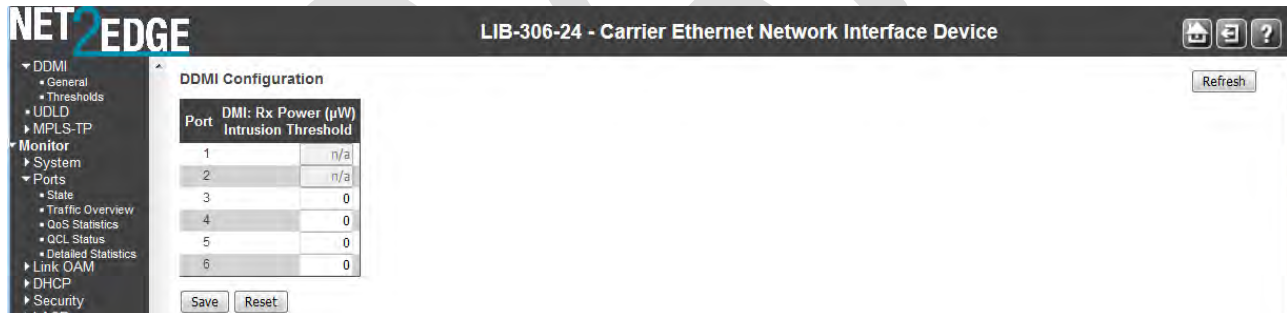 NET2EDGE
LIB-306-24 - Carrier Ethernet Network Interface Device
?
DDMI
General
Thresholds
UDLD
MPLS-TP
Monitor
System
Ports
State
Traffic Overview
QoS Statistics
QCL Status
Detailed Statistics
Link OAM
DHCP
Security
DDMI Configuration
Refresh
Port DMI: Rx Power (µW)
Intrusion Threshold
1 n/a
2 n/a
3 0
4 0
5 0
6 0
Save Reset